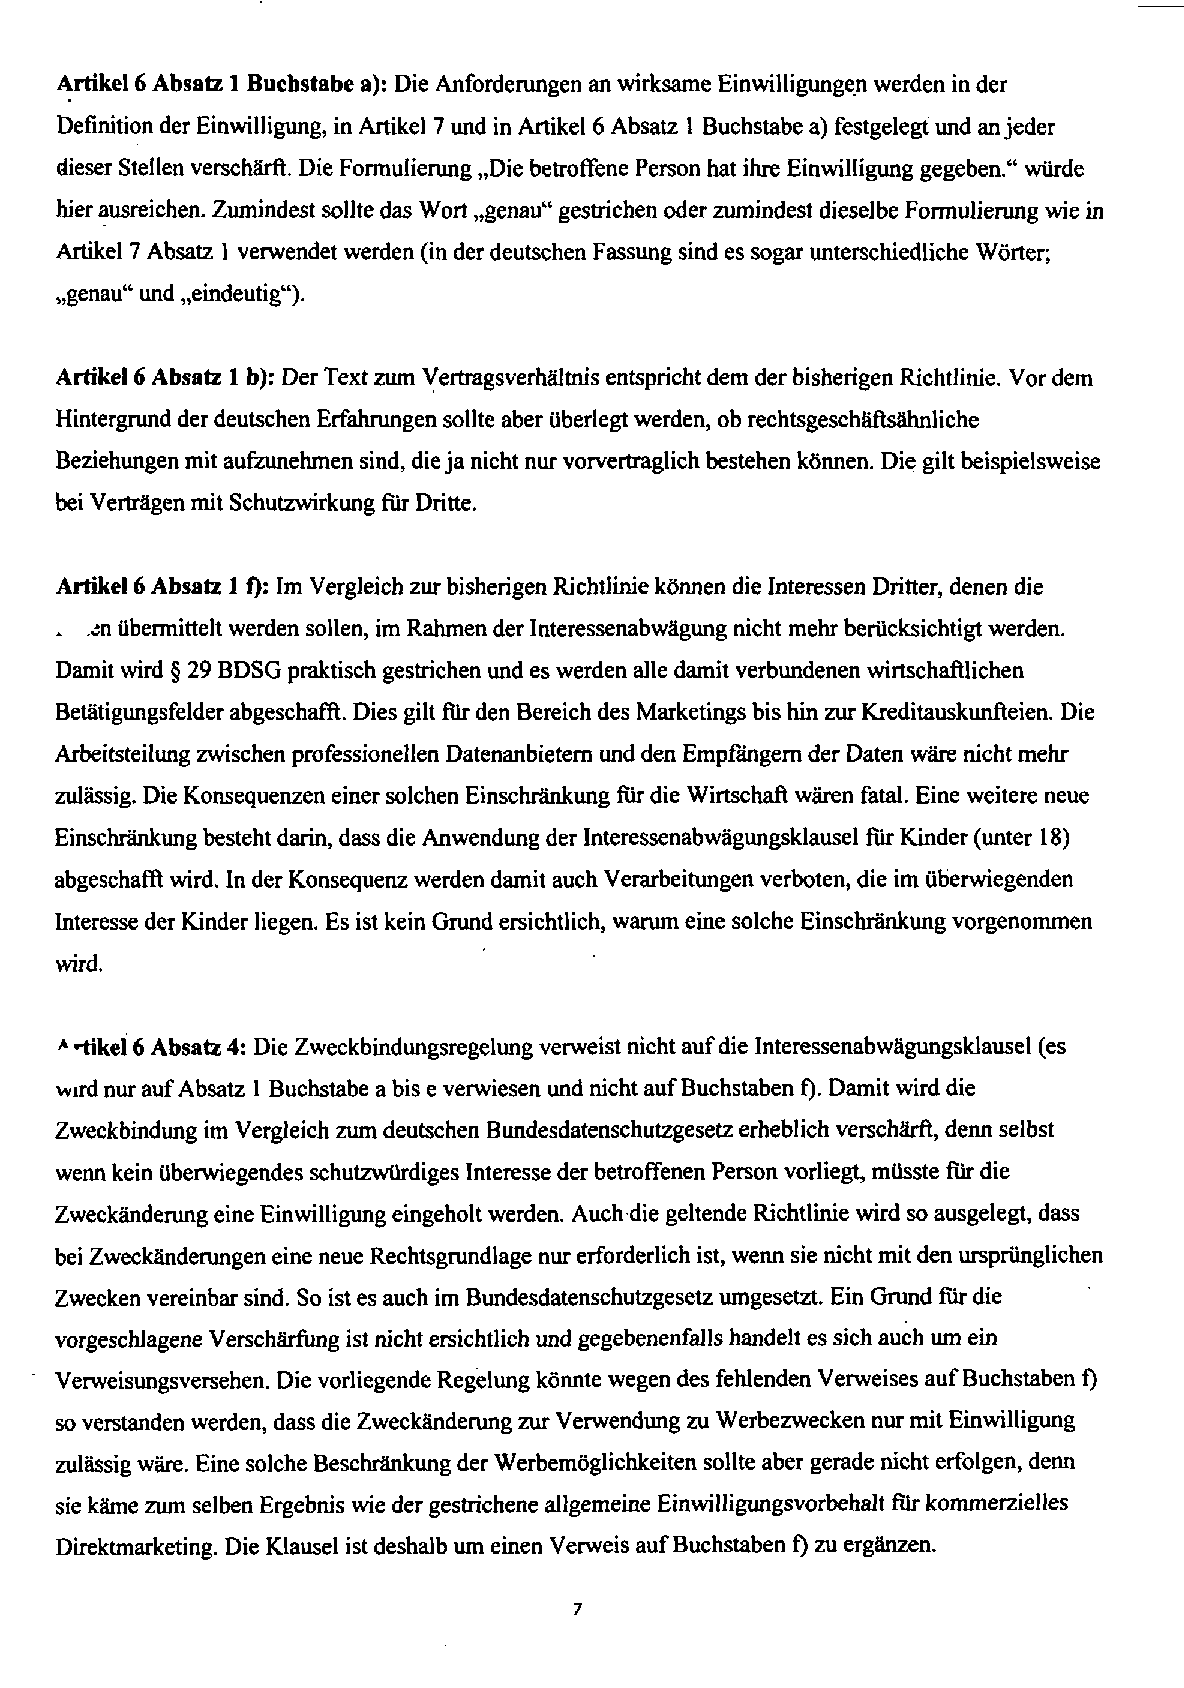 Artikel 6 Absatz 1 Buchstabe a): Die Anforderungen an wirksame Einwilligungen werden in der
Definition der Einwilligung, in Artikel 7 und in Artikel 6 Absatz 1 Buchstabe a) festgelegt und an jeder
dieser Stellen verschärft. Die Formulierung „Die betroffene Person hat ihre Einwilligung gegeben.“ würde
hier ausreichen. Zumindest sollte das Wort „genau“ gestrichen oder zumindest dieselbe Formulierung wie in
Artikel 7 Absatz 1 verwendet werden (in der deutschen Fassung sind es sogar unterschiedliche Wörter;
„genau“ und „eindeutig“).
Artikel 6 Absatz 1 b): Der Text zum Vertragsverhältnis entspricht dem der bisherigen Richtlinie. Vor dem
Hintergrund der deutschen Erfahrungen sollte aber überlegt werden, ob rechtsgeschäftsähnliche
Beziehungen mit aufzunehmen sind, die ja nicht nur vorvertraglich bestehen können. Die gilt beispielsweise
bei Verträgen mit Schutzwirkung für Dritte.
Artikel 6 Absatz 1 f): Im Vergleich zur bisherigen Richtlinie können die Interessen Dritter, denen die
en übermittelt werden sollen, im Rahmen der Interessenabwägung nicht mehr berücksichtigt werden.
Damit wird § 29 BDSG praktisch gestrichen und es werden alle damit verbundenen wirtschaftlichen
Betätigungsfelder abgeschafft. Dies gilt für den Bereich des Marketings bis hin zur Kreditauskunfteien. Die
Arbeitsteilung zwischen professionellen Datenanbietern und den Empfängern der Daten wäre nicht mehr
zulässig. Die Konsequenzen einer solchen Einschränkung für die Wirtschaft wären fatal. Eine weitere neue
Einschränkung besteht darin, dass die Anwendung der Interessenabwägungsklausel für Kinder (unter 18)
abgeschafft wird. In der Konsequenz werden damit auch Verarbeitungen verboten, die im überwiegenden
Interesse der Kinder liegen. Es ist kein Grund ersichtlich, warum eine solche Einschränkung vorgenommen
wird.
Artikel 6 Absatz 4: Die Zweckbindungsregelung verweist nicht auf die Interessenabwägungsklausel (es
wird nur auf Absatz 1 Buchstabe a bis e verwiesen und nicht auf Buchstaben f). Damit wird die
Zweckbindung im Vergleich zum deutschen Bundesdatenschutzgesetz erheblich verschärft, denn selbst
wenn kein überwiegendes schutzwürdiges Interesse der betroffenen Person vorliegt, müsste für die
Zweckänderung eine Einwilligung eingeholt werden. Auch die geltende Richtlinie wird so ausgelegt, dass
bei Zweckänderungen eine neue Rechtsgrundlage nur erforderlich ist, wenn sie nicht mit den ursprünglichen
Zwecken vereinbar sind. So ist es auch im Bundesdatenschutzgesetz umgesetzt. Ein Grund für die
vorgeschlagene Verschärfung ist nicht ersichtlich und gegebenenfalls handelt es sich auch um ein
Verweisungsversehen. Die vorliegende Regelung könnte wegen des fehlenden Verweises auf Buchstaben f)
so verstanden werden, dass die Zweckänderung zur Verwendung zu Werbezwecken nur mit Einwilligung
zulässig wäre. Eine solche Beschränkung der Werbemöglichkeiten sollte aber gerade nicht erfolgen, denn
sie käme zum selben Ergebnis wie der gestrichene allgemeine Einwilligungsvorbehalt für kommerzielles
Direktmarketing. Die Klausel ist deshalb um einen Verweis auf Buchstaben f) zu ergänzen.
7